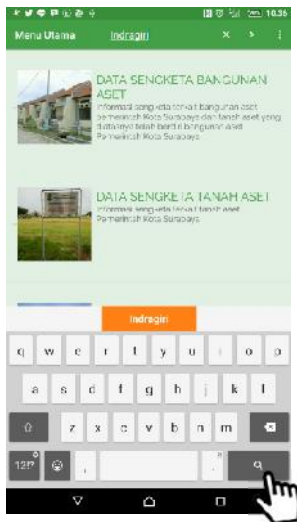 10.36
Menu Utama Indragiri
DATA SENGKETA BANGUNAN
ASET
Informasi sengketa terkait bangunan aset
pemerintah Kota Surabaya dan tanah aset yang
diatasnya telah berdiri bangunan aset
Pemerintah Kota Surabaya
DATA SENGKETA TANAH ASET
Informasi sengketa terkait tanah aset
Pemerintah Kota Surabaya
Indragiri
q w e r t y u i o p
a s d f g h j k l
z x c v b n m
12!? , .